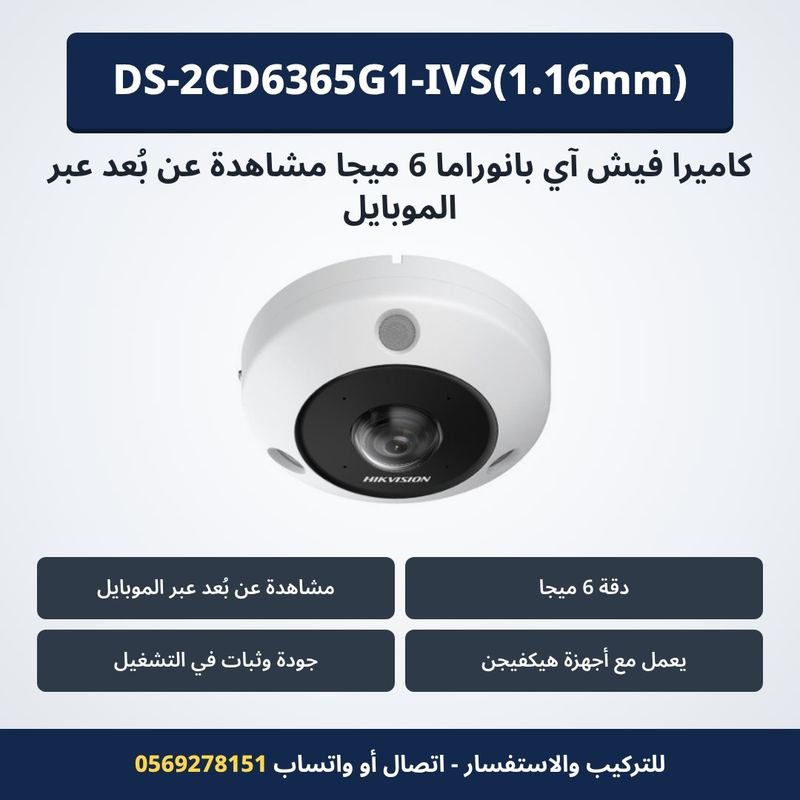 DS-2CD6365G1-IVS(1.16mm)
كاميرا فيش آي بانوراما 6 ميجا مشاهدة عن بُعد عبر
الموبايل
HIKVISION
دقة 6 ميجا
مشاهدة عن بُعد عبر الموبايل
يعمل مع أجهزة هيكفيجن
جودة وثبات في التشغيل
للتركيب والاستفسار - اتصال أو واتساب 0569278151